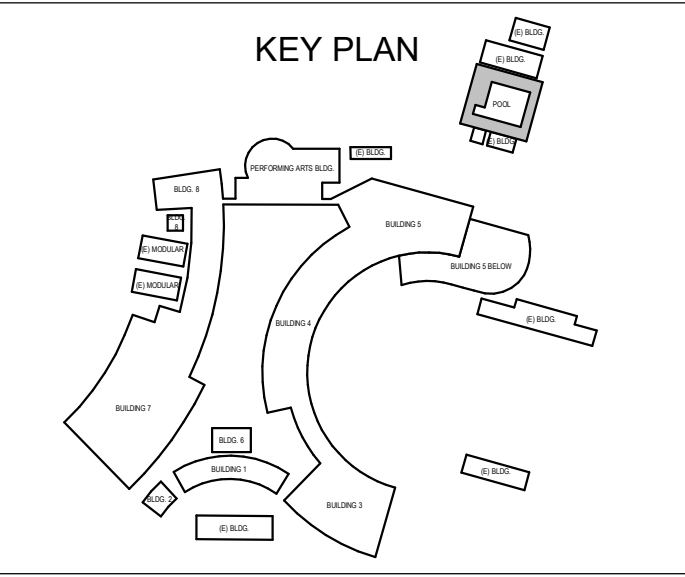 KEY PLAN
(E) BLDG.
(E) BLDG.
POOL
(E) BLDG.
(E) BLDG.
PERFORMING ARTS BLDG.
BLDG. 8
BLDG.
8
BUILDING 5
(E) MODULAR
BUILDING 5 BELOW
(E) MODULAR
(E) BLDG.
BUILDING 4
BUILDING 7
BLDG. 6
BUILDING 1
(E) BLDG.
BLDG. 2
BUILDING 3
(E) BLDG.